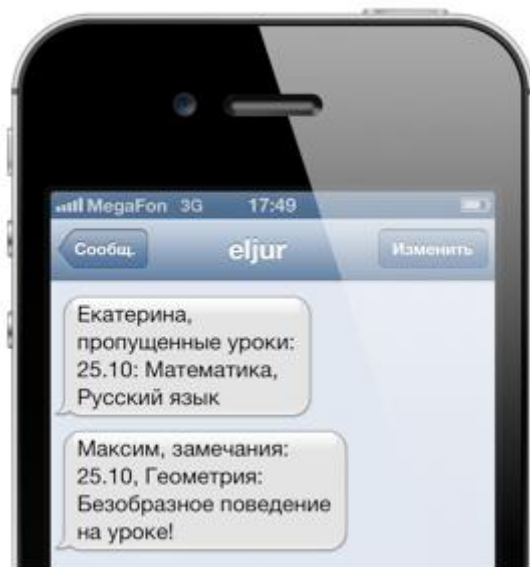 MegaFon 3G 17:49
Сообщ. eljur Изменить
Екатерина,
пропущенные уроки:
25.10: Математика,
Русский язык
Максим, замечания:
25.10, Геометрия:
Безобразное поведение
на уроке!